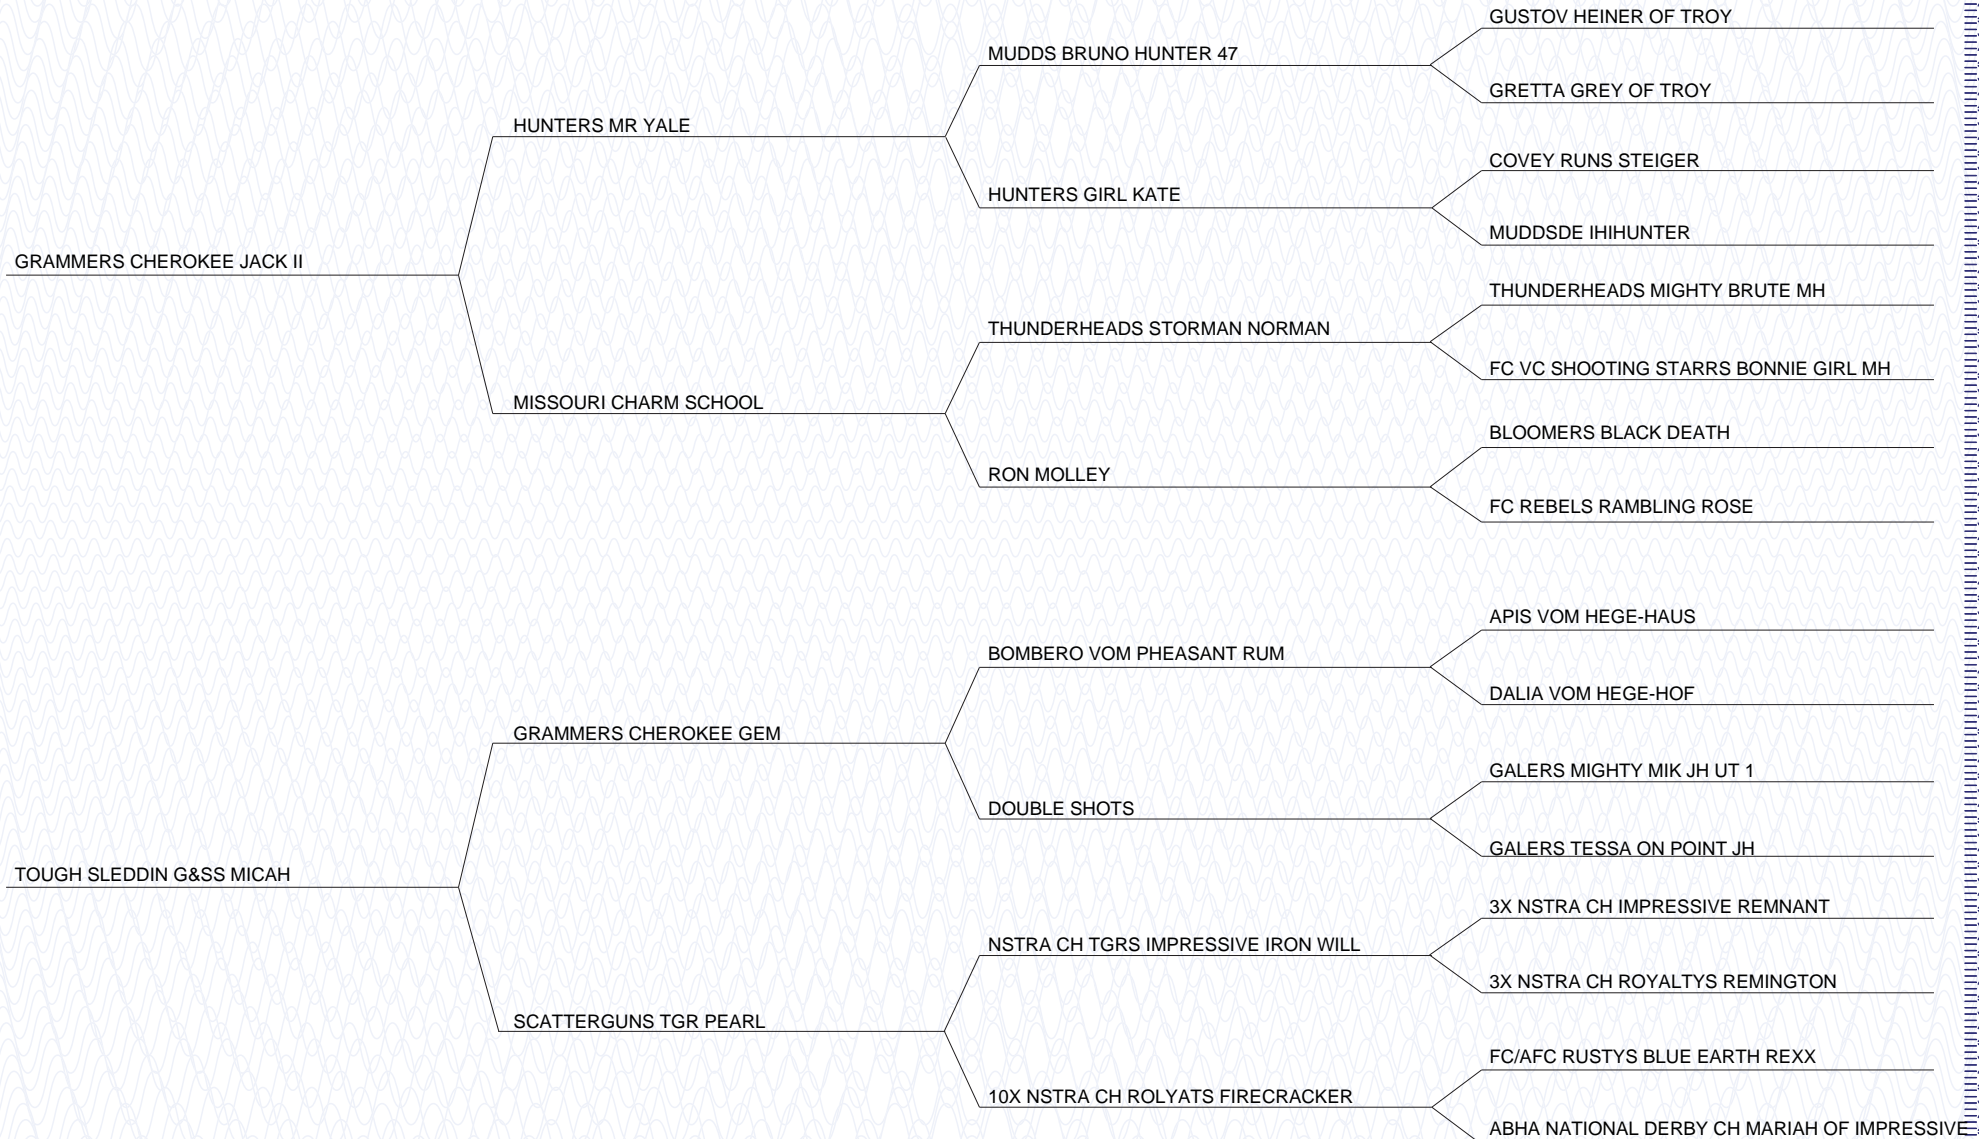 GUSTOV HEINER OF TROY
MUDDS BRUNO HUNTER 47
GRETTA GREY OF TROY
HUNTERS MR YALE
COVEY RUNS STEIGER
HUNTERS GIRL KATE
MUDDSDE IHIHUNTER
GRAMMERS CHEROKEE JACK II
THUNDERHEADS MIGHTY BRUTE MH
THUNDERHEADS STORMAN NORMAN
FC VC SHOOTING STARRS BONNIE GIRL MH
MISSOURI CHARM SCHOOL
BLOOMERS BLACK DEATH
RON MOLLEY
FC REBELS RAMBLING ROSE
APIS VOM HEGE-HAUS
BOMBERO VOM PHEASANT RUM
DALIA VOM HEGE-HOF
GRAMMERS CHEROKEE GEM
GALERS MIGHTY MIK JH UT 1
DOUBLE SHOTS
GALERS TESSA ON POINT JH
TOUGH SLEDDIN G&SS MICAH
3X NSTRA CH IMPRESSIVE REMNANT
NSTRA CH TGRS IMPRESSIVE IRON WILL
3X NSTRA CH ROYALTYS REMINGTON
SCATTERGUNS TGR PEARL
FC/AFC RUSTYS BLUE EARTH REXX
10X NSTRA CH ROLYATS FIRECRACKER
ABHA NATIONAL DERBY CH MARIAH OF IMPRESSIVE